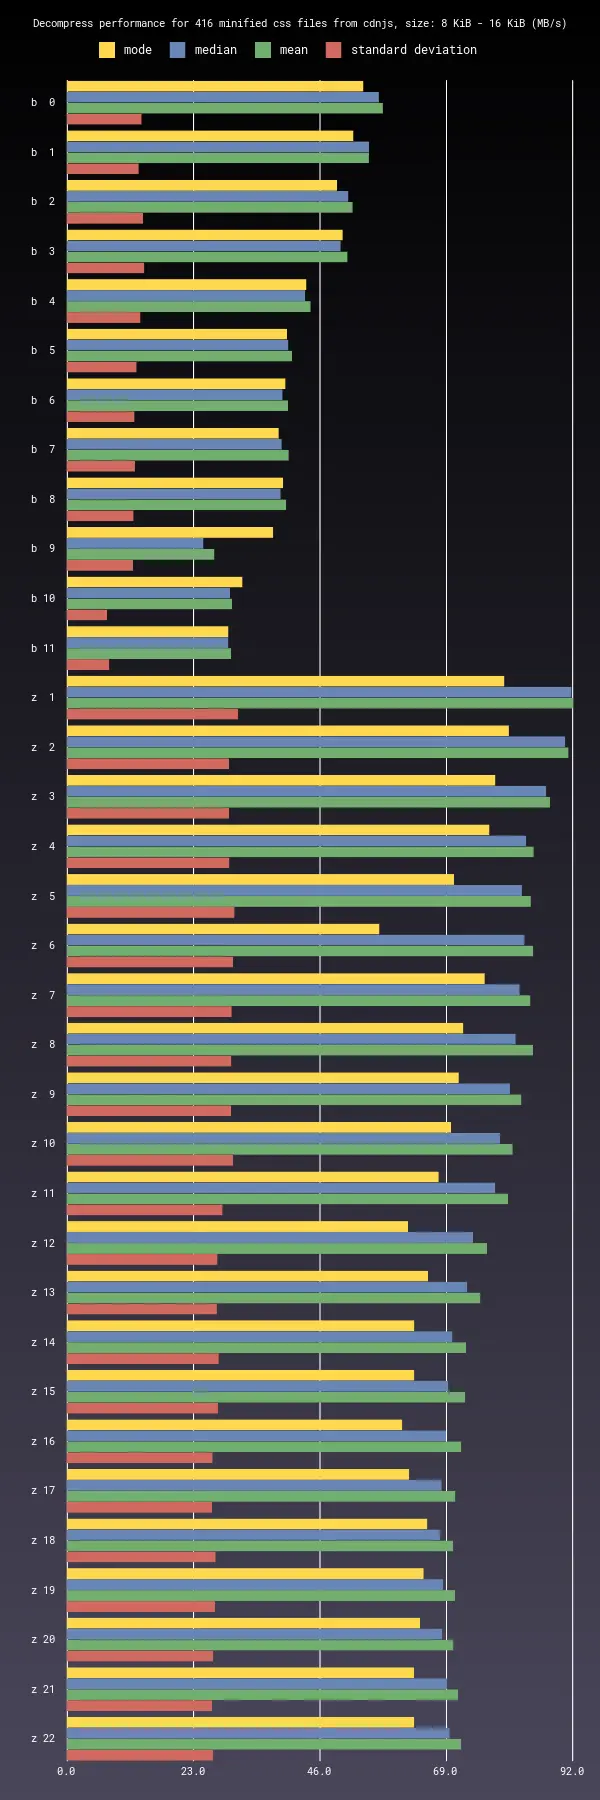 Decompress performance for 416 minified css files from cdnjs, size: 8 KiB - 16 KiB (MB/s)
mode median mean standard deviation
b 0
b 1
b 2
b 3
b 4
b 5
b 6
b 7
b 8
b 9
b 10
b 11
z 1
z 2
z 3
z 4
z 5
z 6
z 7
z 8
z 9
z 10
z 11
z 12
z 13
z 14
z 15
z 16
z 17
z 18
z 19
z 20
z 21
z 22
0.0 23.0 46.0 69.0 92.0